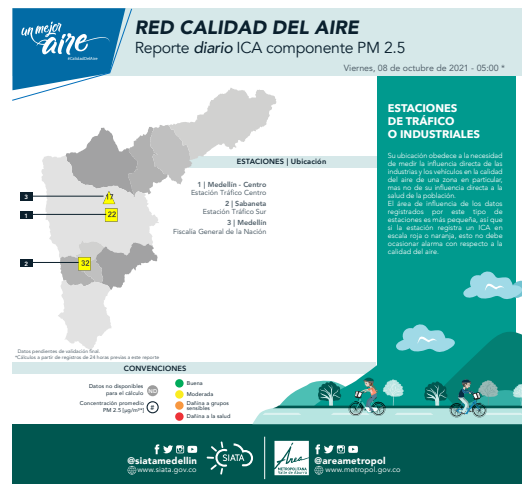 un mejor
aire
#CalidadDelAire
RED CALIDAD DEL AIRE
Reporte diario ICA componente PM 2.5
Viernes, 08 de octubre de 2021 - 05:00 *
ESTACIONES | Ubicación
1 | Medellín - Centro
Estación Tráfico Centro
2 | Sabaneta
Estación Tráfico Sur
3 | Medellín
Fiscalía General de la Nación
3
17
1
22
2
32
ESTACIONES
DE TRÁFICO
O INDUSTRIALES
Su ubicación obedece a la necesidad
de medir la influencia directa de las
industrias y los vehículos en la calidad
del aire de una zona en particular,
mas no de su influencia directa a la
salud de la población.
El área de influencia de los datos
registrados por este tipo de
estaciones es más pequeña, así que
si la estación registra un ICA en
escala roja o naranja, esto no debe
ocasionar alarma con respecto a la
calidad del aire.
Datos pendientes de validación final.
*Cálculos a partir de registros de 24 horas previas a este reporte
CONVENCIONES
Datos no disponibles
para el cálculo
ND
Concentración promedio
PM 2.5 [µg/m³]
#
Buena
Moderada
Dañina a grupos
sensibles
Dañina a la salud
@siatamedellin
www.siata.gov.co
SIATA
Área
METROPOLITANA
Valle de Aburrá
@areametropol
www.metropol.gov.co